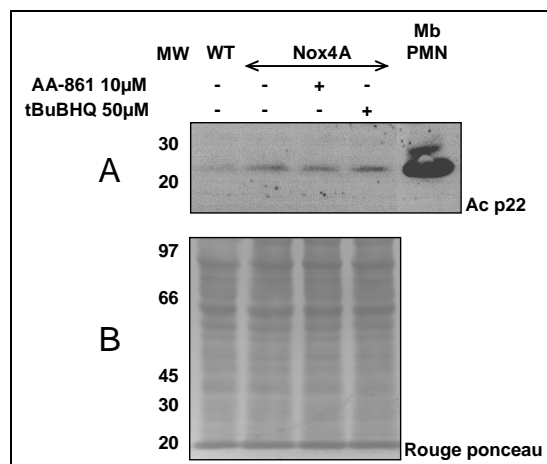 Mb
MW WT Nox4A PMN
AA-861 10µM - - + -
tBuBHQ 50µM - - - +
30
A
20
Ac p22
97
66
B
45
30
20
Rouge ponceau